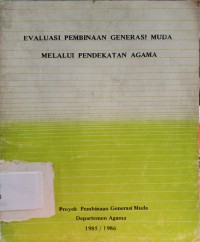 EVALUASI PEMBINAAN GENERASI MUDA
MELALUI PENDEKATAN AGAMA
Proyek Pembinaan Generasi Muda
Departemen Agama
1985 / 1986